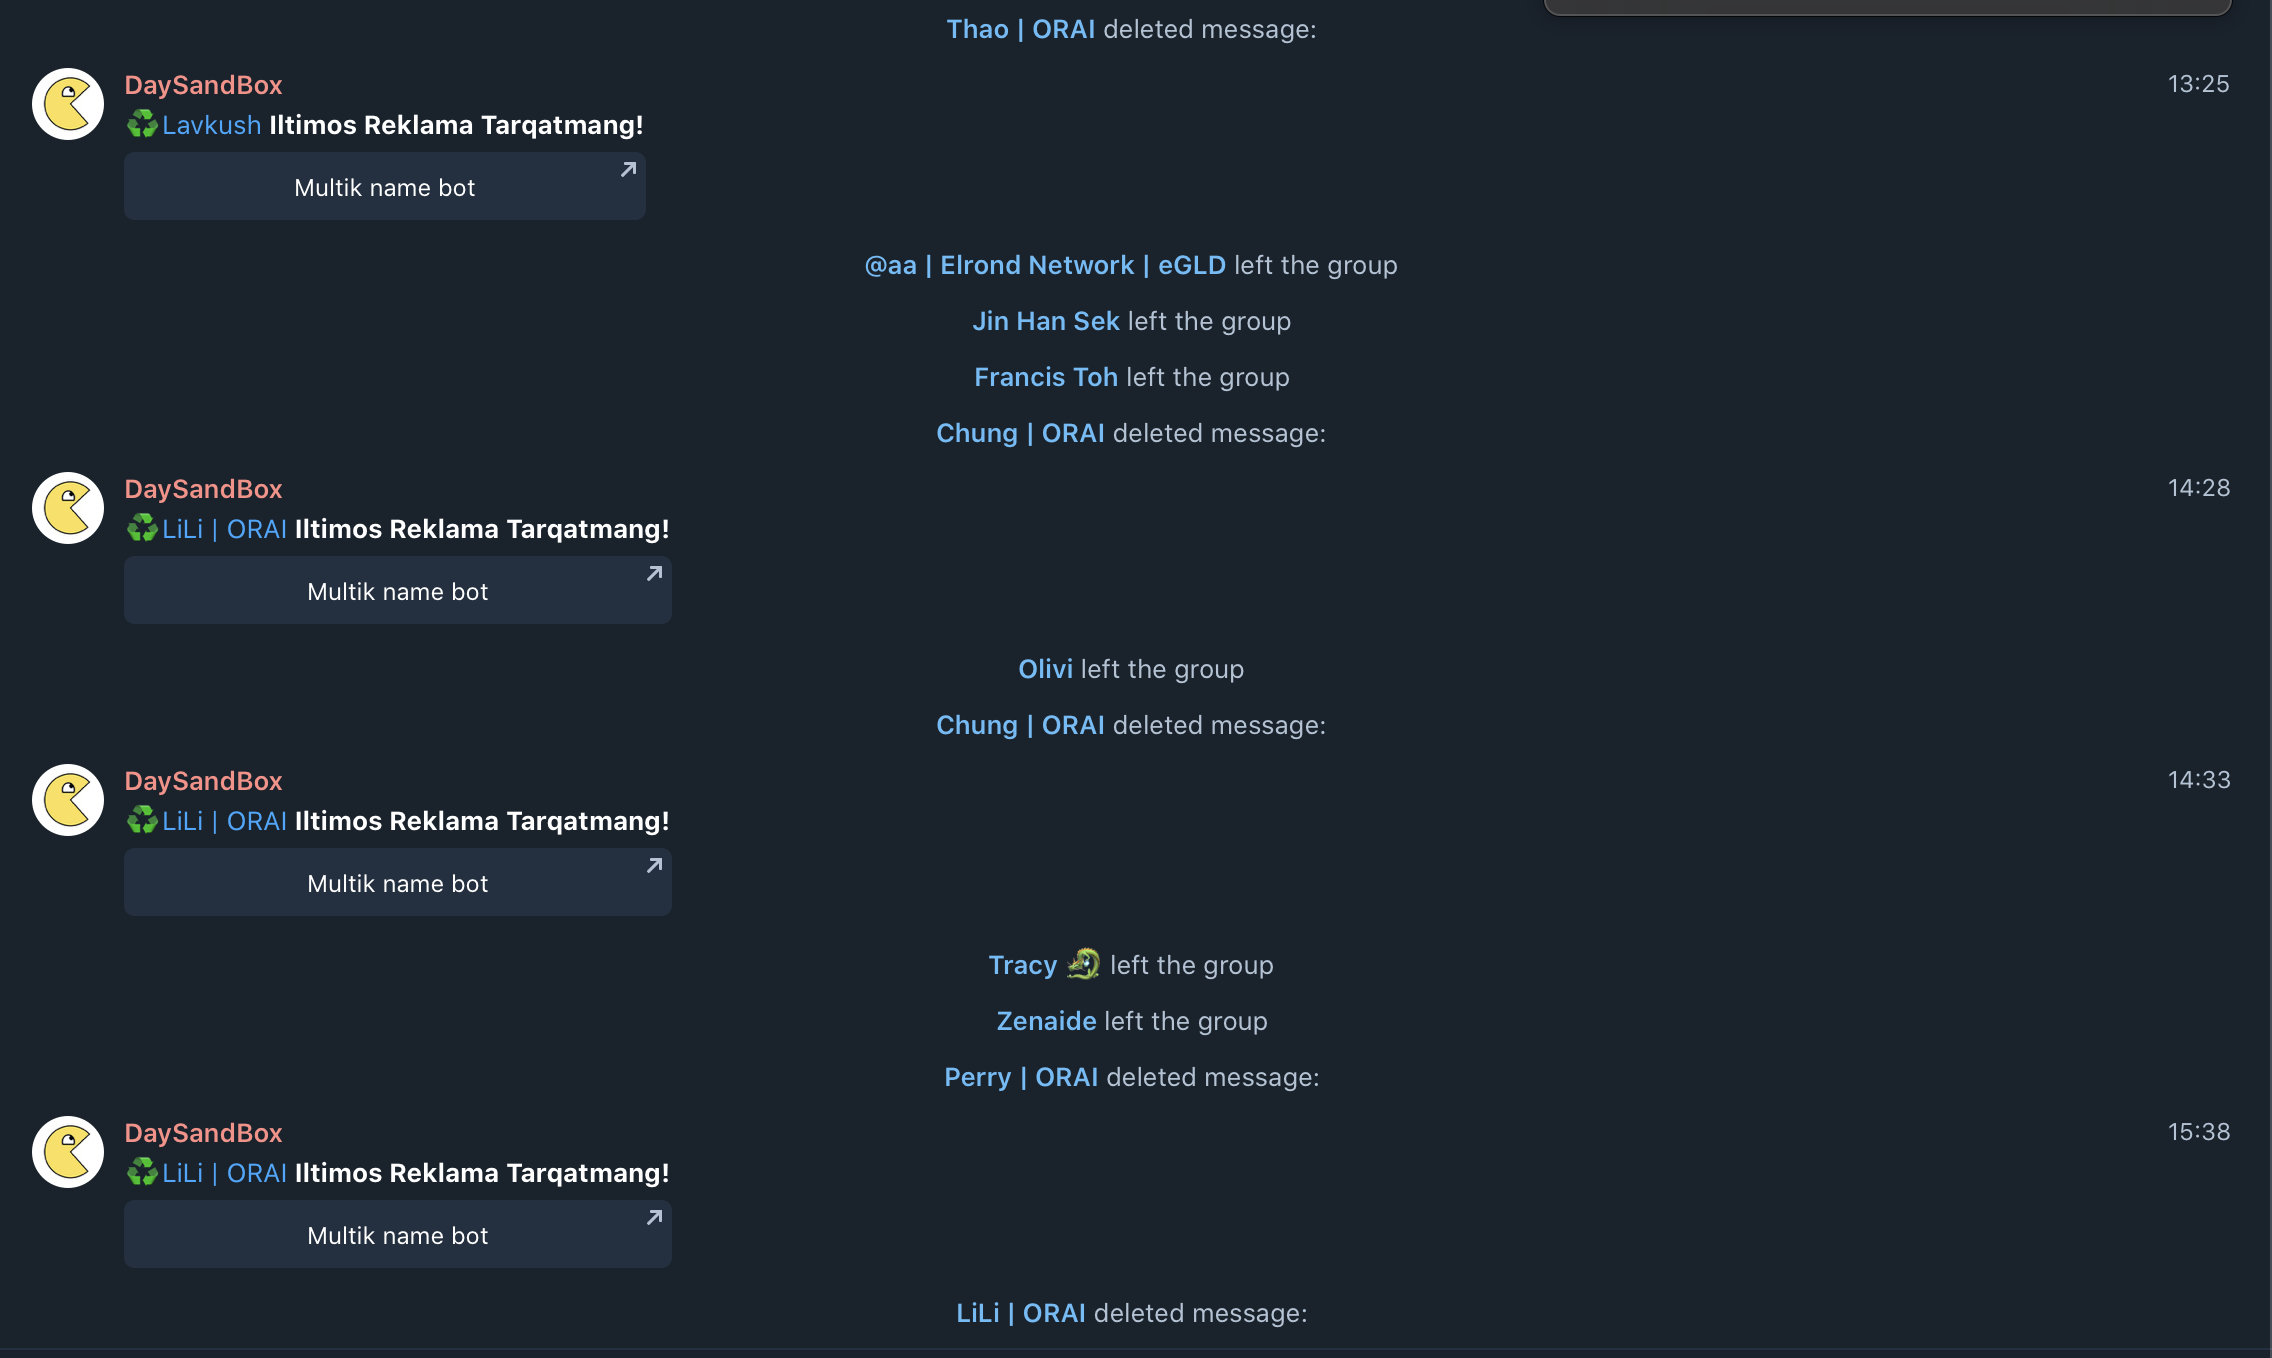 Thao | ORAI deleted message:
DaySandBox
13:25
♻️Lavkush Iltimos Reklama Tarqatmang!
Multik name bot
@aa | Elrond Network | eGLD left the group
Jin Han Sek left the group
Francis Toh left the group
Chung | ORAI deleted message:
DaySandBox
14:28
♻️LiLi | ORAI Iltimos Reklama Tarqatmang!
Multik name bot
Olivi left the group
Chung | ORAI deleted message:
DaySandBox
14:33
♻️LiLi | ORAI Iltimos Reklama Tarqatmang!
Multik name bot
Tracy 🐉 left the group
Zenaide left the group
Perry | ORAI deleted message:
DaySandBox
15:38
♻️LiLi | ORAI Iltimos Reklama Tarqatmang!
Multik name bot
LiLi | ORAI deleted message: